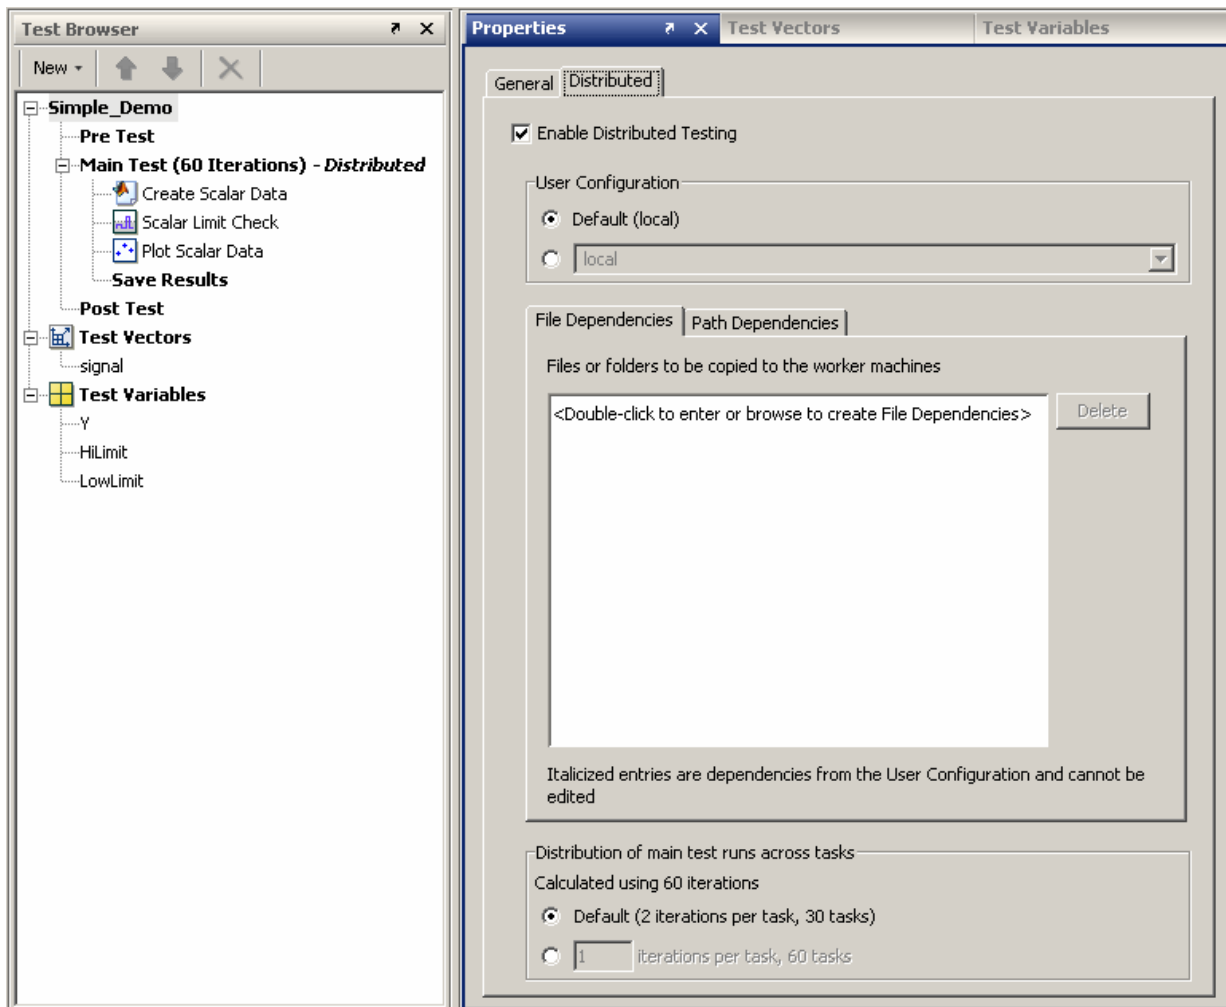 Test Browser
New
Simple_Demo
Pre Test
Main Test (60 Iterations) - Distributed
Create Scalar Data
Scalar Limit Check
Plot Scalar Data
Save Results
Post Test
Test Vectors
signal
Test Variables
Y
HiLimit
LowLimit
Properties
Test Vectors
Test Variables
General
Distributed
Enable Distributed Testing
User Configuration
Default (local)
local
File Dependencies
Path Dependencies
Files or folders to be copied to the worker machines
<Double-click to enter or browse to create File Dependencies>
Delete
Italicized entries are dependencies from the User Configuration and cannot be
edited
Distribution of main test runs across tasks
Calculated using 60 iterations
Default (2 iterations per task, 30 tasks)
1 iterations per task, 60 tasks